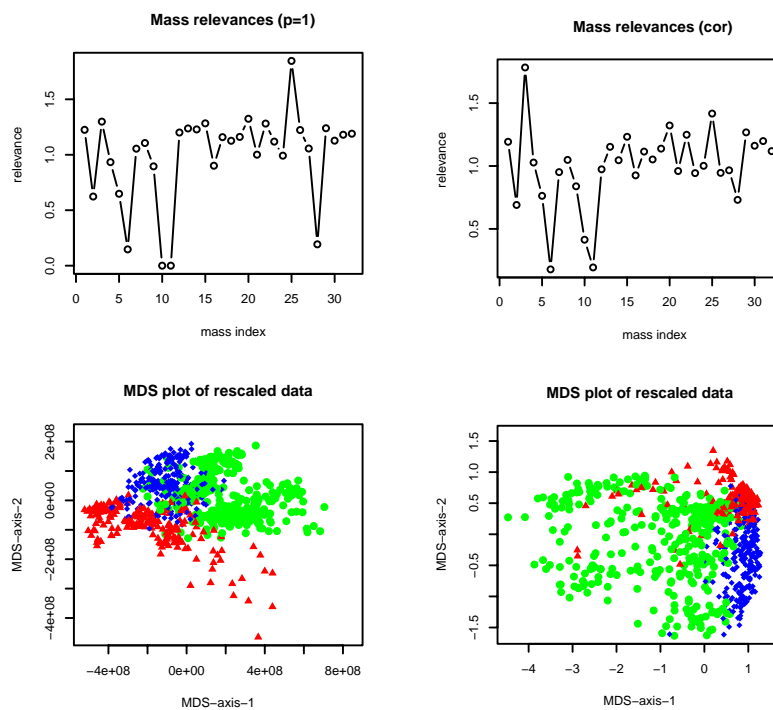 Mass relevances (p=1)
relevance
0.0 0.5 1.0 1.5
0 5 10 15 20 25 30
mass index
Mass relevances (cor)
relevance
0.5 1.0 1.5
0 5 10 15 20 25 30
mass index
MDS plot of rescaled data
MDS−axis−2
−4e+08 −2e+08 0e+00 2e+08
−4e+08 0e+00 4e+08 8e+08
MDS−axis−1
MDS plot of rescaled data
MDS−axis−2
−1.5 −0.5 0.5 1.0 1.5
−4 −3 −2 −1 0 1
MDS−axis−1